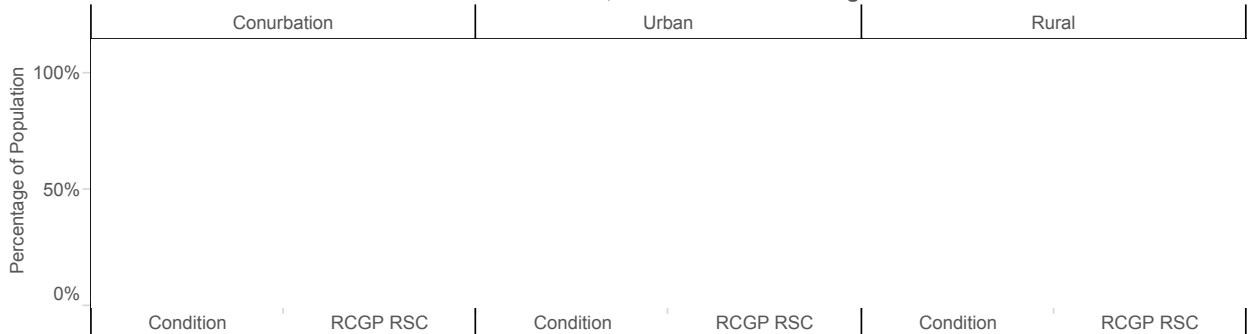 Conurbation Urban Rural
100%
50%
0%
Percentage of Population
Condition RCGP RSC Condition RCGP RSC Condition RCGP RSC